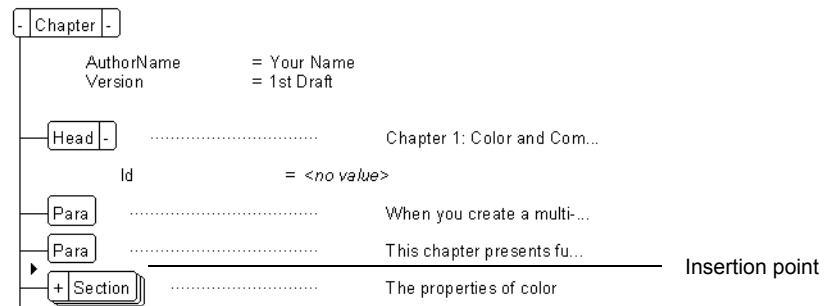 - Chapter -
AuthorName = Your Name
Version = 1st Draft
Head - ................................ Chapter 1: Color and Com...
Id = <no value>
Para ................................... When you create a multi-...
Para ................................... This chapter presents fu...
Insertion point
+ Section ............................ The properties of color